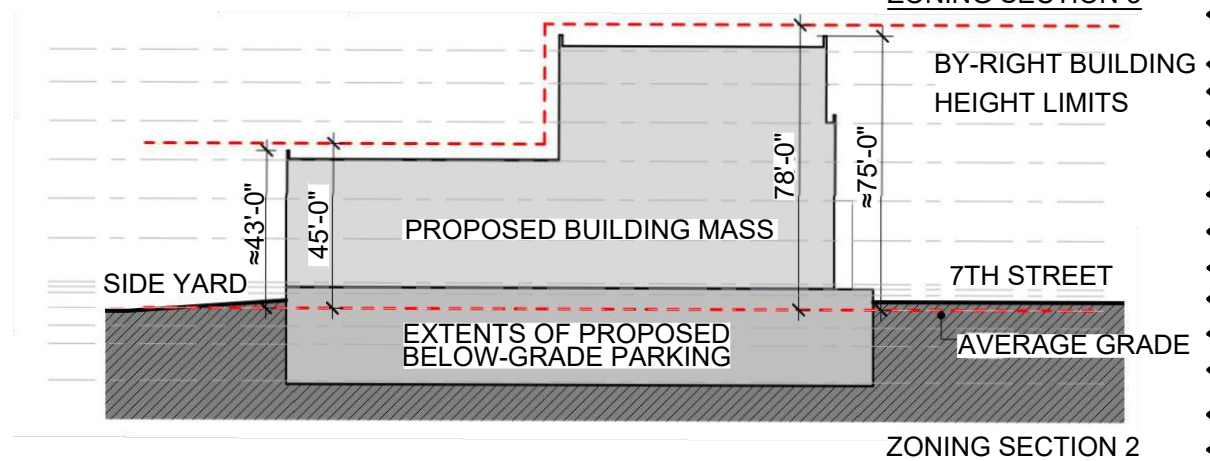 BY-RIGHT BUILDING
HEIGHT LIMITS
≈43'-0"
45'-0"
78'-0"
≈75'-0"
PROPOSED BUILDING MASS
SIDE YARD
7TH STREET
EXTENTS OF PROPOSED
BELOW-GRADE PARKING
AVERAGE GRADE
ZONING SECTION 2